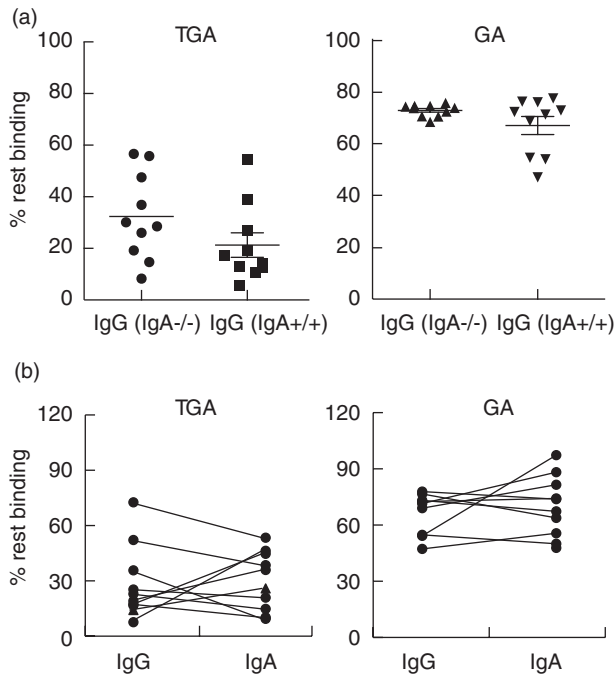 (a)
TGA
GA
% rest binding
100
80
60
40
20
0
100
80
60
40
20
0
IgG (IgA-/-) IgG (IgA+/+)
IgG (IgA-/-) IgG (IgA+/+)
(b)
TGA
GA
% rest binding
120
90
60
30
0
120
90
60
30
0
IgG IgA
IgG IgA